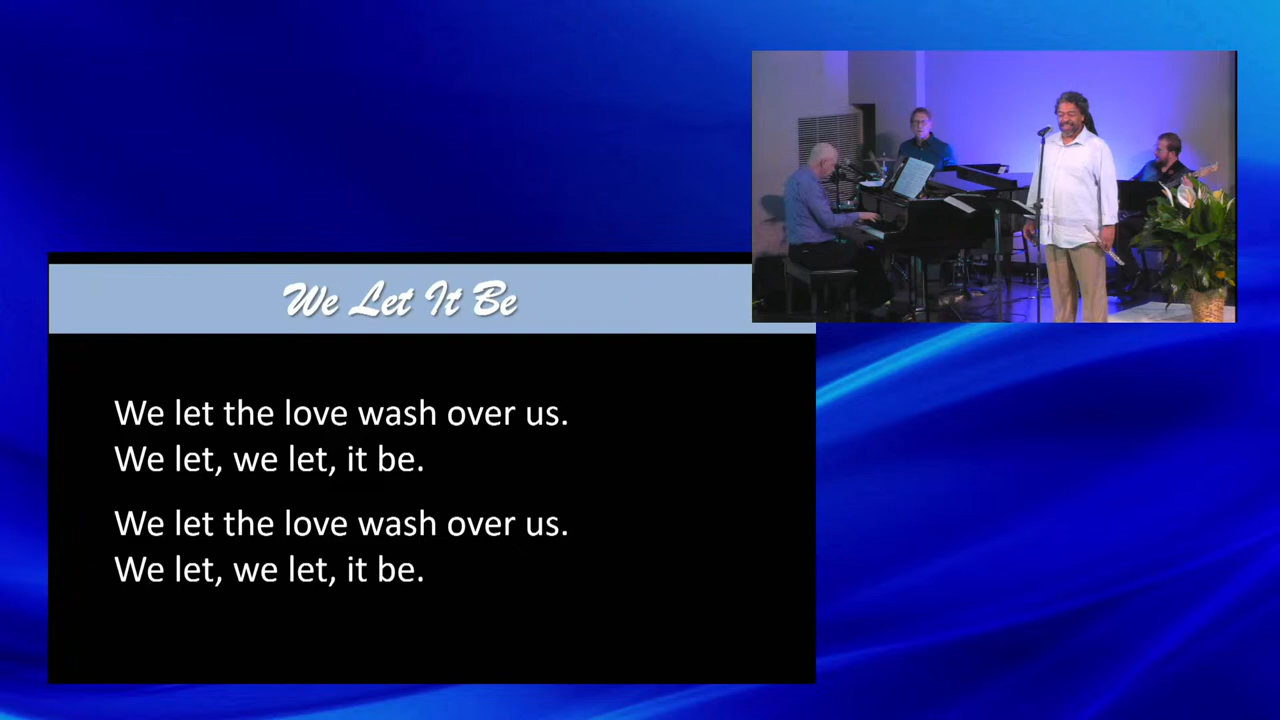 We Let It Be
We let the love wash over us.
We let, we let, it be.
We let the love wash over us.
We let, we let, it be.